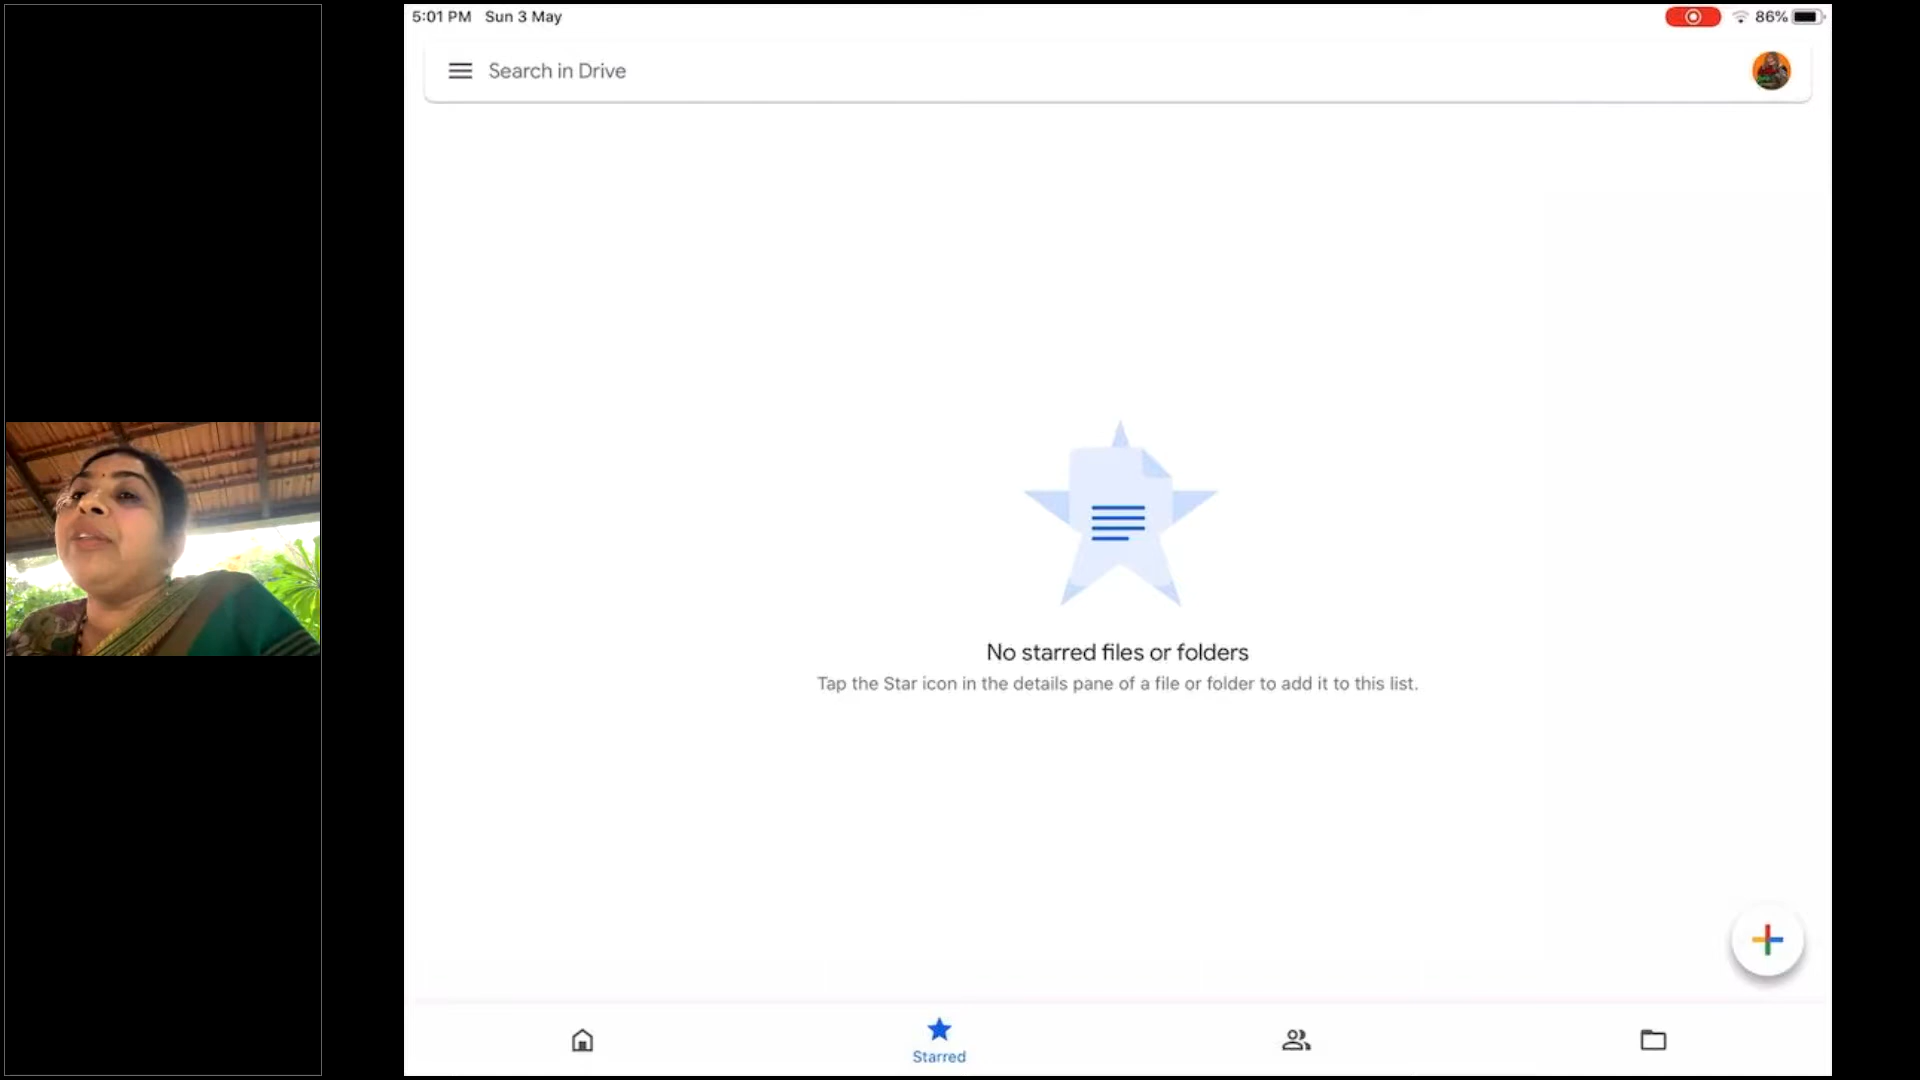 5:01 PM Sun 3 May
86%
Search in Drive
No starred files or folders
Tap the Star icon in the details pane of a file or folder to add it to this list.
Starred